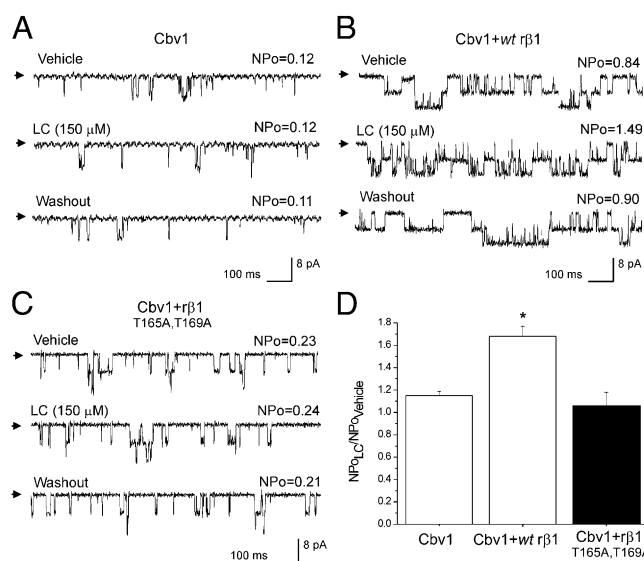 A
Cbv1
Vehicle
NPo=0.12
LC (150 μM)
NPo=0.12
Washout
NPo=0.11
100 ms
8 pA
B
Cbv1+wt rβ1
Vehicle
NPo=0.84
LC (150 μM)
NPo=1.49
Washout
NPo=0.90
100 ms
8 pA
C
Cbv1+rβ1
T165A,T169A
Vehicle
NPo=0.23
LC (150 μM)
NPo=0.24
Washout
NPo=0.21
100 ms
8 pA
D
*
1.8
1.6
1.4
1.2
1.0
0.8
0.6
0.4
0.2
0.0
NPoLC/NPoVehicle
Cbv1
Cbv1+wt rβ1
Cbv1+rβ1
T165A,T169A